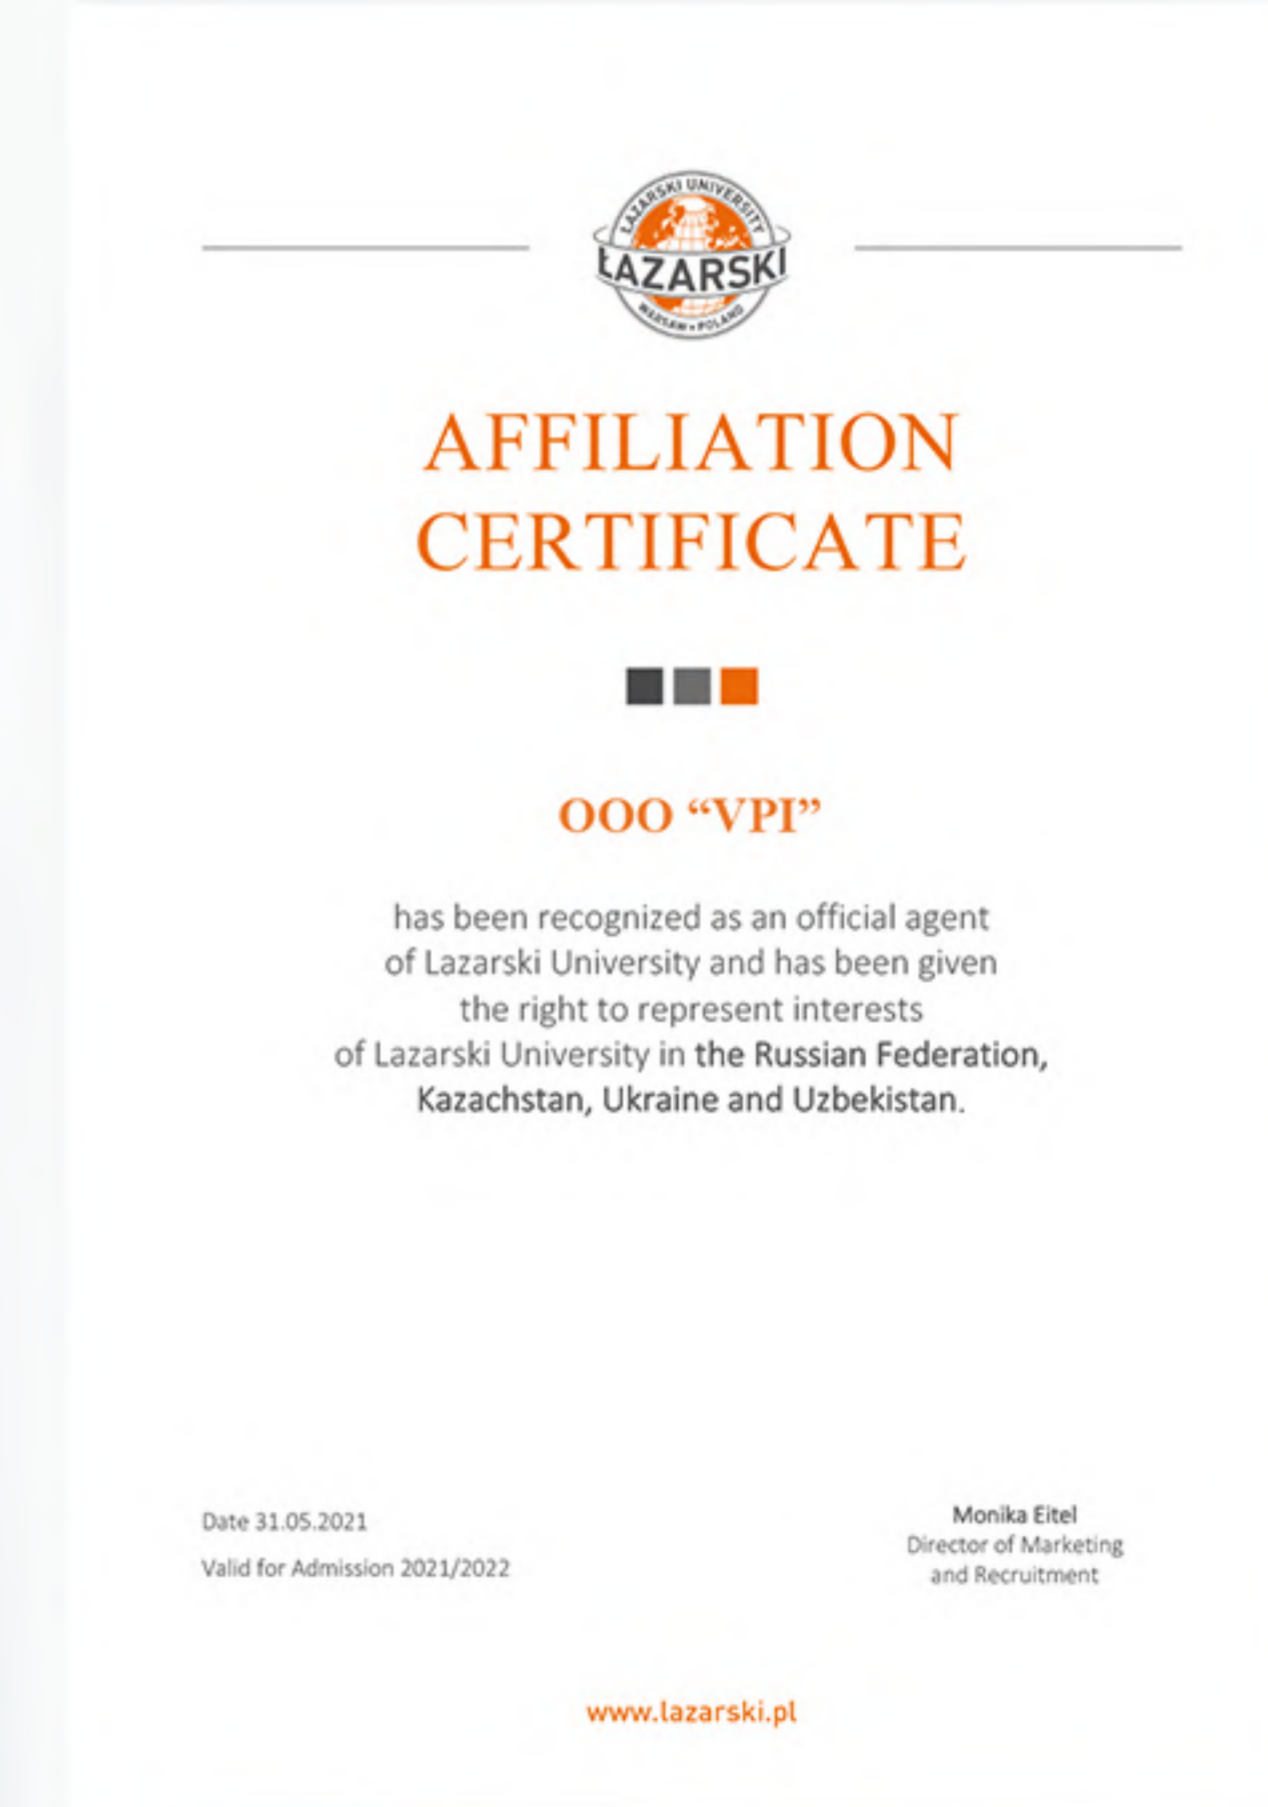 ŁAZARSKI UNIVERSITY
ŁAZARSKI
WARSAW • POLAND
AFFILIATION
CERTIFICATE
OOO “VPI”
has been recognized as an official agent
of Lazarski University and has been given
the right to represent interests
of Lazarski University in the Russian Federation,
Kazachstan, Ukraine and Uzbekistan.
Date 31.05.2021
Valid for Admission 2021/2022
Monika Eitel
Director of Marketing
and Recruitment
www.lazarski.pl